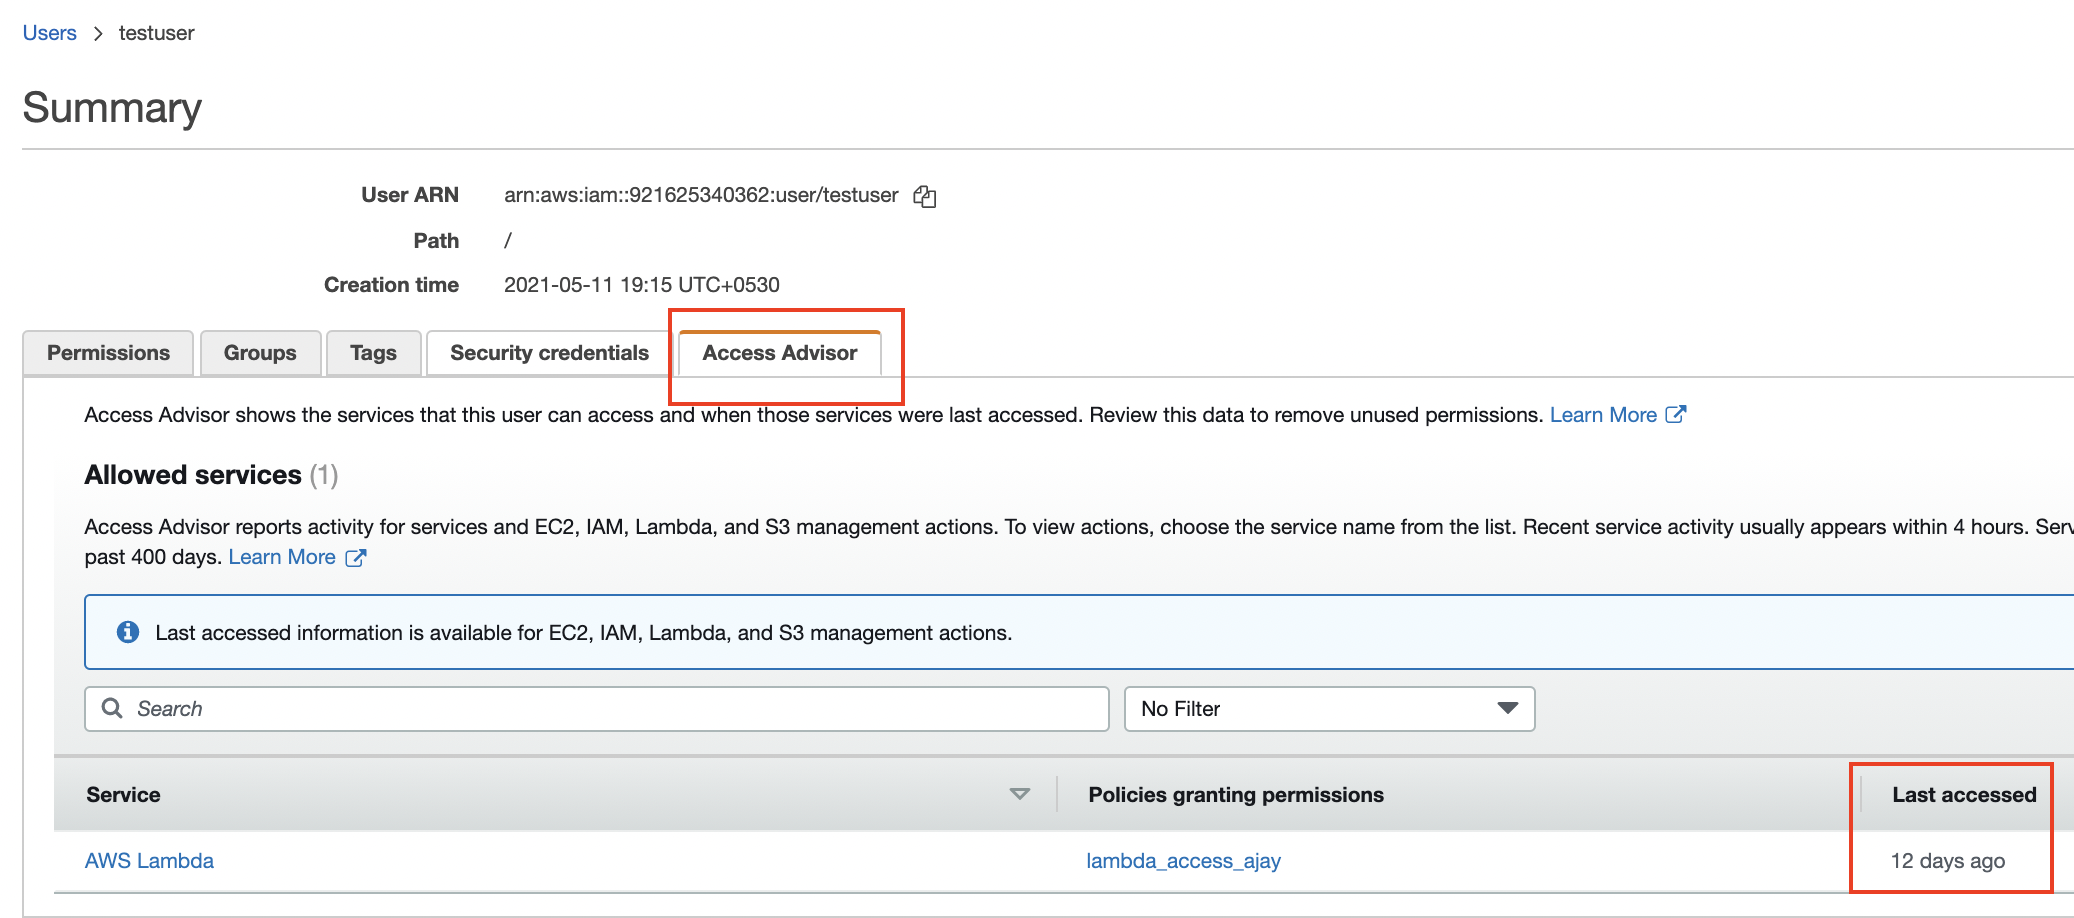 Users > testuser
Summary
User ARN arn:aws:iam::921625340362:user/testuser
Path /
Creation time 2021-05-11 19:15 UTC+0530
Permissions Groups Tags Security credentials Access Advisor
Access Advisor shows the services that this user can access and when those services were last accessed. Review this data to remove unused permissions. Learn More
Allowed services (1)
Access Advisor reports activity for services and EC2, IAM, Lambda, and S3 management actions. To view actions, choose the service name from the list. Recent service activity usually appears within 4 hours. Serv
past 400 days. Learn More
Last accessed information is available for EC2, IAM, Lambda, and S3 management actions.
Search No Filter
Service Policies granting permissions Last accessed
AWS Lambda lambda_access_ajay 12 days ago